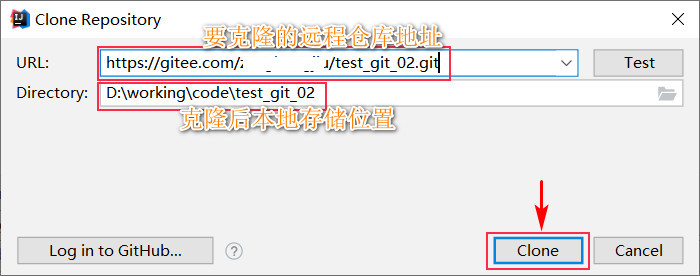 Clone Repository
要克隆的远程仓库地址
URL: https://gitee.com/z ju/test_git_02.git Test
Directory: D:\working\code\test_git_02
克隆后本地存储位置
Log in to GitHub... ? Clone Cancel